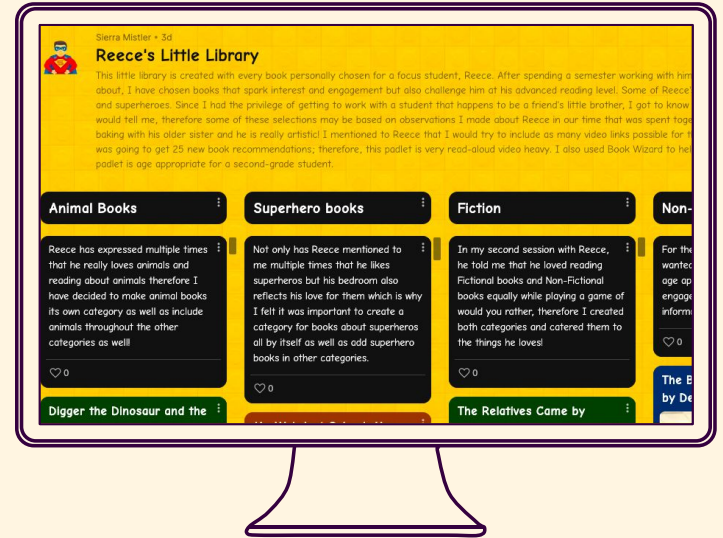 Sierra Mistler • 3d
Reece's Little Library
This little library is created with every book personally chosen for a focus student, Reece. After spending a semester working with him
about, I have chosen books that spark interest and engagement but also challenge him at his advanced reading level. Some of Reece'
and superheroes. Since I had the privilege of getting to work with a student that happens to be a friend's little brother, I got to know
would tell me, therefore some of these selections may be based on observations I made about Reece in our time that was spent toge
baking with his older sister and he is really artistic! I mentioned to Reece that I would try to include as many video links possible for t
was going to get 25 new book recommendations; therefore, this padlet is very read-aloud video heavy. I also used Book Wizard to hel
padlet is age appropriate for a second-grade student.
Animal Books
Reece has expressed multiple times
that he really loves animals and
reading about animals therefore I
have decided to make animal books
its own category as well as include
animals throughout the other
categories as well!
0
Digger the Dinosaur and the
Superhero books
Not only has Reece mentioned to
me multiple times that he likes
superheros but his bedroom also
reflects his love for them which is why
I felt it was important to create a
category for books about superheros
all by itself as well as add superhero
books in other categories.
0
Fiction
In my second session with Reece,
he told me that he loved reading
Fictional books and Non-Fictional
books equally while playing a game of
would you rather, therefore I created
both categories and catered them to
the things he loves!
0
The Relatives Came by
Non-
For the
wanted
age ap
engage
inform
0
The B
by De